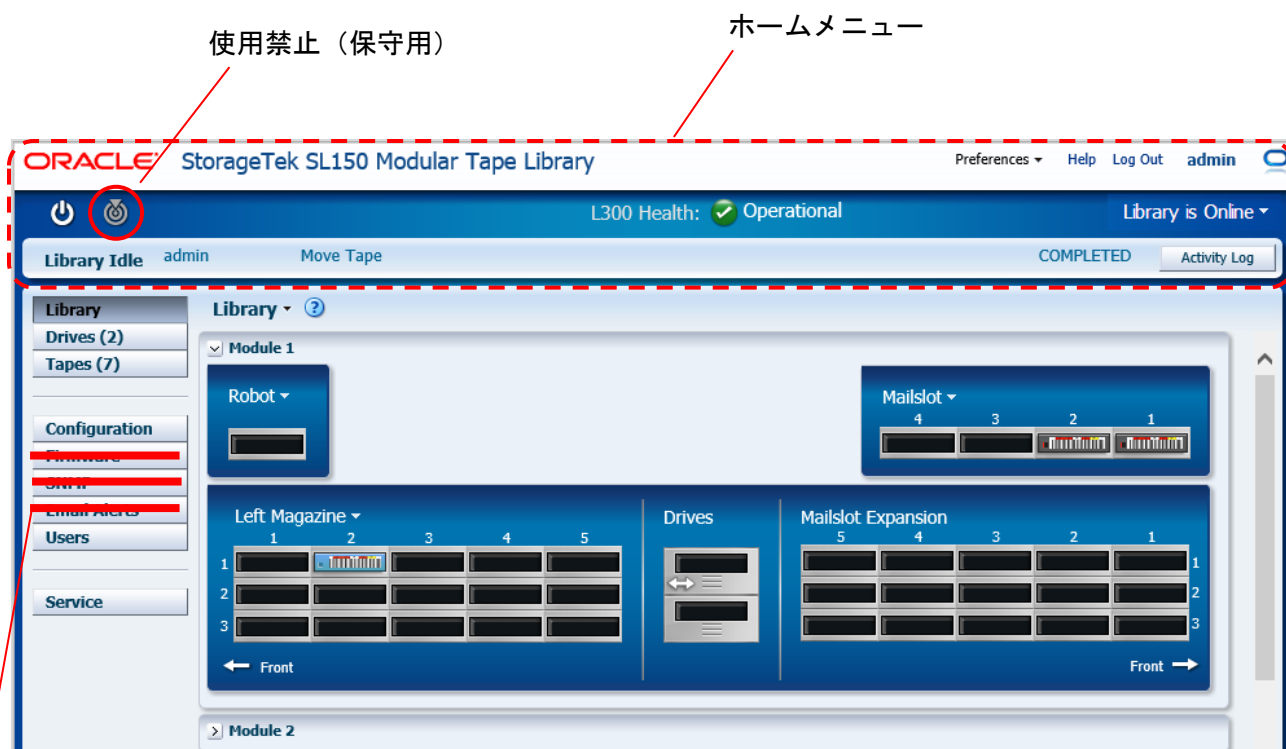 使用禁止（保守用）
ホームメニュー
ORACLE StorageTek SL150 Modular Tape Library
Preferences Help Log Out admin
L300 Health: Operational
Library is Online
Library Idle admin Move Tape COMPLETED Activity Log
Library
Drives (2)
Tapes (7)
Configuration
Firmware
SNMP
Email Alerts
Users
Service
Library ?
Module 1
Robot
Mailslot
4 3 2 1
Left Magazine
1 2 3 4 5
1
2
3
Front
Drives
Mailslot Expansion
5 4 3 2 1
1
2
3
Front
Module 2